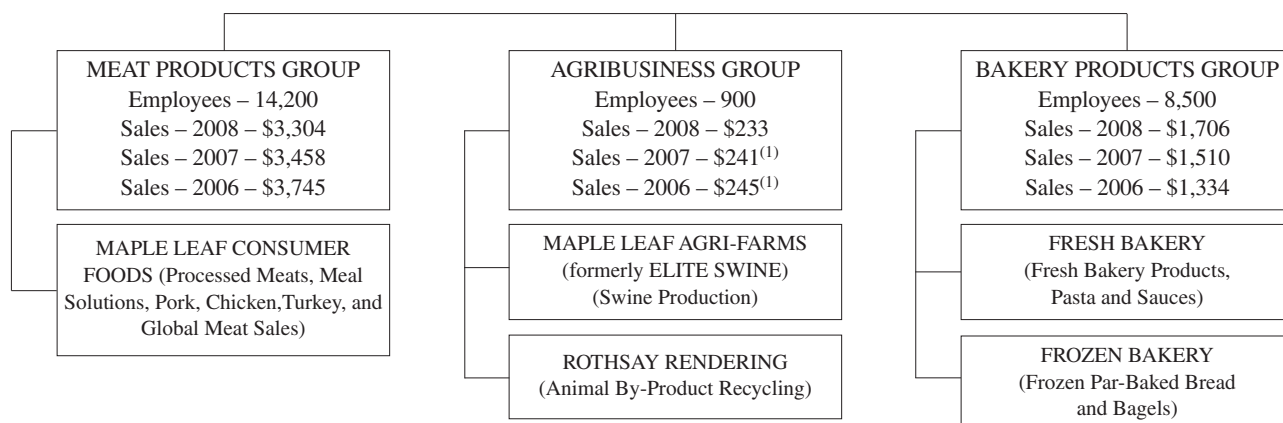 MEAT PRODUCTS GROUP
Employees – 14,200
Sales – 2008 – $3,304
Sales – 2007 – $3,458
Sales – 2006 – $3,745
MAPLE LEAF CONSUMER
FOODS (Processed Meats, Meal
Solutions, Pork, Chicken,Turkey, and
Global Meat Sales)
AGRIBUSINESS GROUP
Employees – 900
Sales – 2008 – $233
Sales – 2007 – $241(1)
Sales – 2006 – $245(1)
MAPLE LEAF AGRI-FARMS
(formerly ELITE SWINE)
(Swine Production)
ROTHSAY RENDERING
(Animal By-Product Recycling)
BAKERY PRODUCTS GROUP
Employees – 8,500
Sales – 2008 – $1,706
Sales – 2007 – $1,510
Sales – 2006 – $1,334
FRESH BAKERY
(Fresh Bakery Products,
Pasta and Sauces)
FROZEN BAKERY
(Frozen Par-Baked Bread
and Bagels)